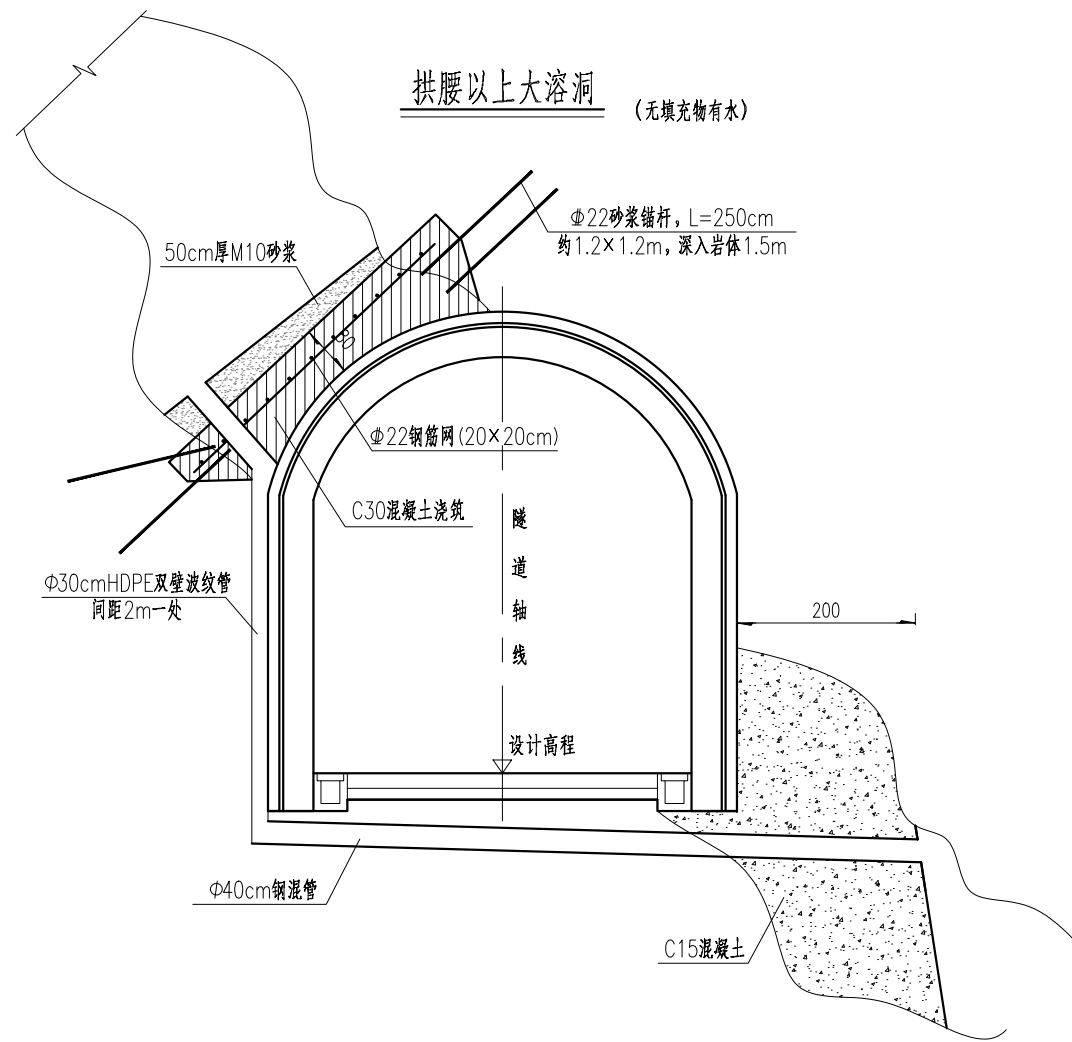 拱腰以上大溶洞
(无填充物有水)
Φ22砂浆锚杆，L=250cm
约1.2×1.2m，深入岩体1.5m
50cm厚M10砂浆
80
Φ22钢筋网(20×20cm)
C30混凝土浇筑
隧道轴线
Φ30cmHDPE双壁波纹管
间距2m一处
200
设计高程
Φ40cm钢混管
C15混凝土